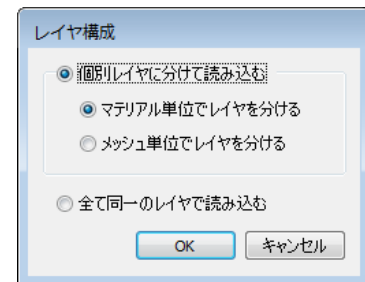 レイヤ構成
個別レイヤに分けて読み込む
マテリアル単位でレイヤを分ける
メッシュ単位でレイヤを分ける
全て同一のレイヤで読み込む
OK キャンセル